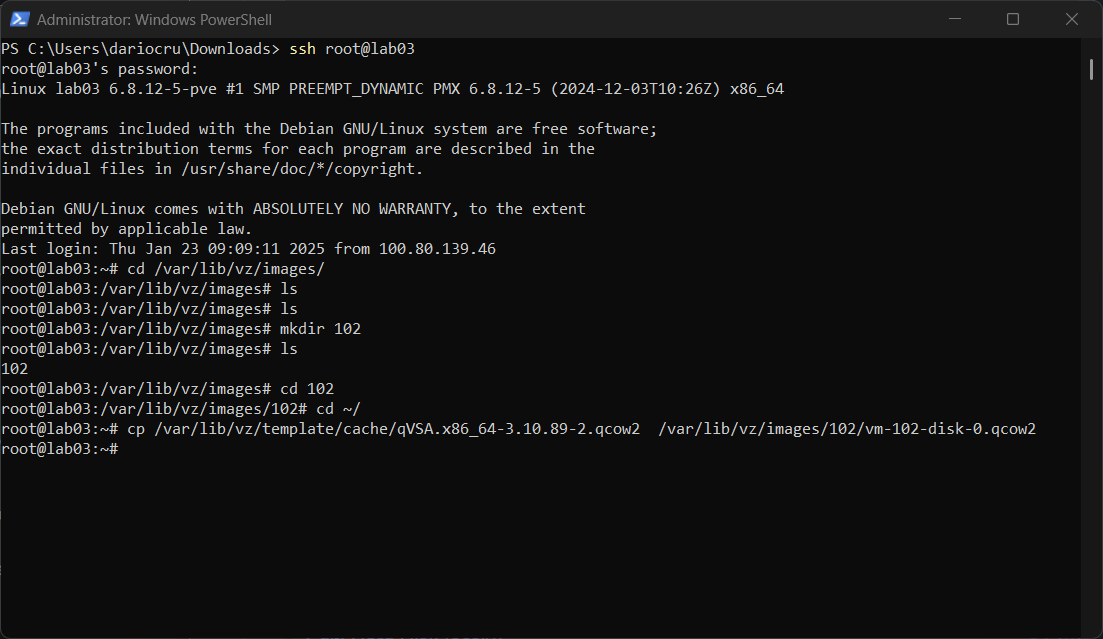 Administrator: Windows PowerShell
PS C:\Users\dariocru\Downloads> ssh root@lab03
root@lab03's password:
Linux lab03 6.8.12-5-pve #1 SMP PREEMPT_DYNAMIC PMX 6.8.12-5 (2024-12-03T10:26Z) x86_64
The programs included with the Debian GNU/Linux system are free software;
the exact distribution terms for each program are described in the
individual files in /usr/share/doc/*/copyright.
Debian GNU/Linux comes with ABSOLUTELY NO WARRANTY, to the extent
permitted by applicable law.
Last login: Thu Jan 23 09:09:11 2025 from 100.80.139.46
root@lab03:~# cd /var/lib/vz/images/
root@lab03:/var/lib/vz/images# ls
root@lab03:/var/lib/vz/images# ls
root@lab03:/var/lib/vz/images# mkdir 102
root@lab03:/var/lib/vz/images# ls
102
root@lab03:/var/lib/vz/images# cd 102
root@lab03:/var/lib/vz/images/102# cd ~/
root@lab03:~# cp /var/lib/vz/template/cache/qVSA.x86_64-3.10.89-2.qcow2  /var/lib/vz/images/102/vm-102-disk-0.qcow2
root@lab03:~#